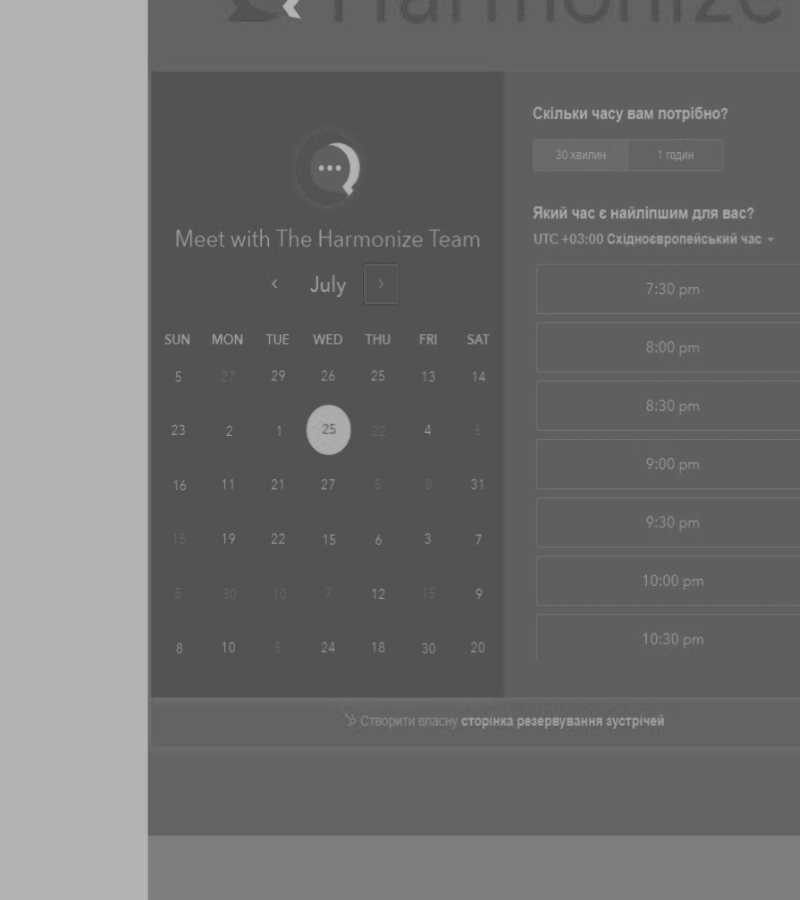 Harmonize
Meet with The Harmonize Team
July
SUN MON TUE WED THU FRI SAT
5 27 29 26 25 13 14
23 2 1 25 22 4 6
16 11 21 27 5 8 31
15 19 22 15 6 3 7
5 30 10 7 12 15 9
8 10 5 24 18 30 20
Скільки часу вам потрібно?
30 хвилин 1 годин
Який час є найліпшим для вас?
UTC +03:00 Східноєвропейський час
7:30 pm
8:00 pm
8:30 pm
9:00 pm
9:30 pm
10:00 pm
10:30 pm
Створити власну сторінка резервування зустрічей